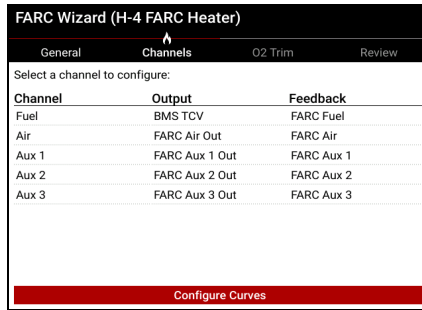 FARC Wizard (H-4 FARC Heater)
General Channels O2 Trim Review
Select a channel to configure:
Channel Output Feedback
Fuel BMS TCV FARC Fuel
Air FARC Air Out FARC Air
Aux 1 FARC Aux 1 Out FARC Aux 1
Aux 2 FARC Aux 2 Out FARC Aux 2
Aux 3 FARC Aux 3 Out FARC Aux 3
Configure Curves